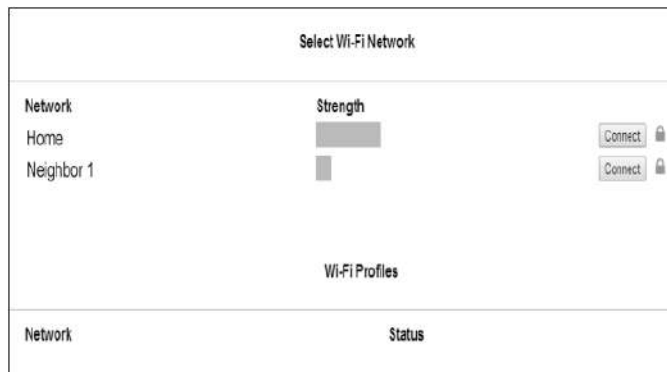 Select Wi-Fi Network
Network Strength
Home Connect
Neighbor 1 Connect
Wi-Fi Profiles
Network Status